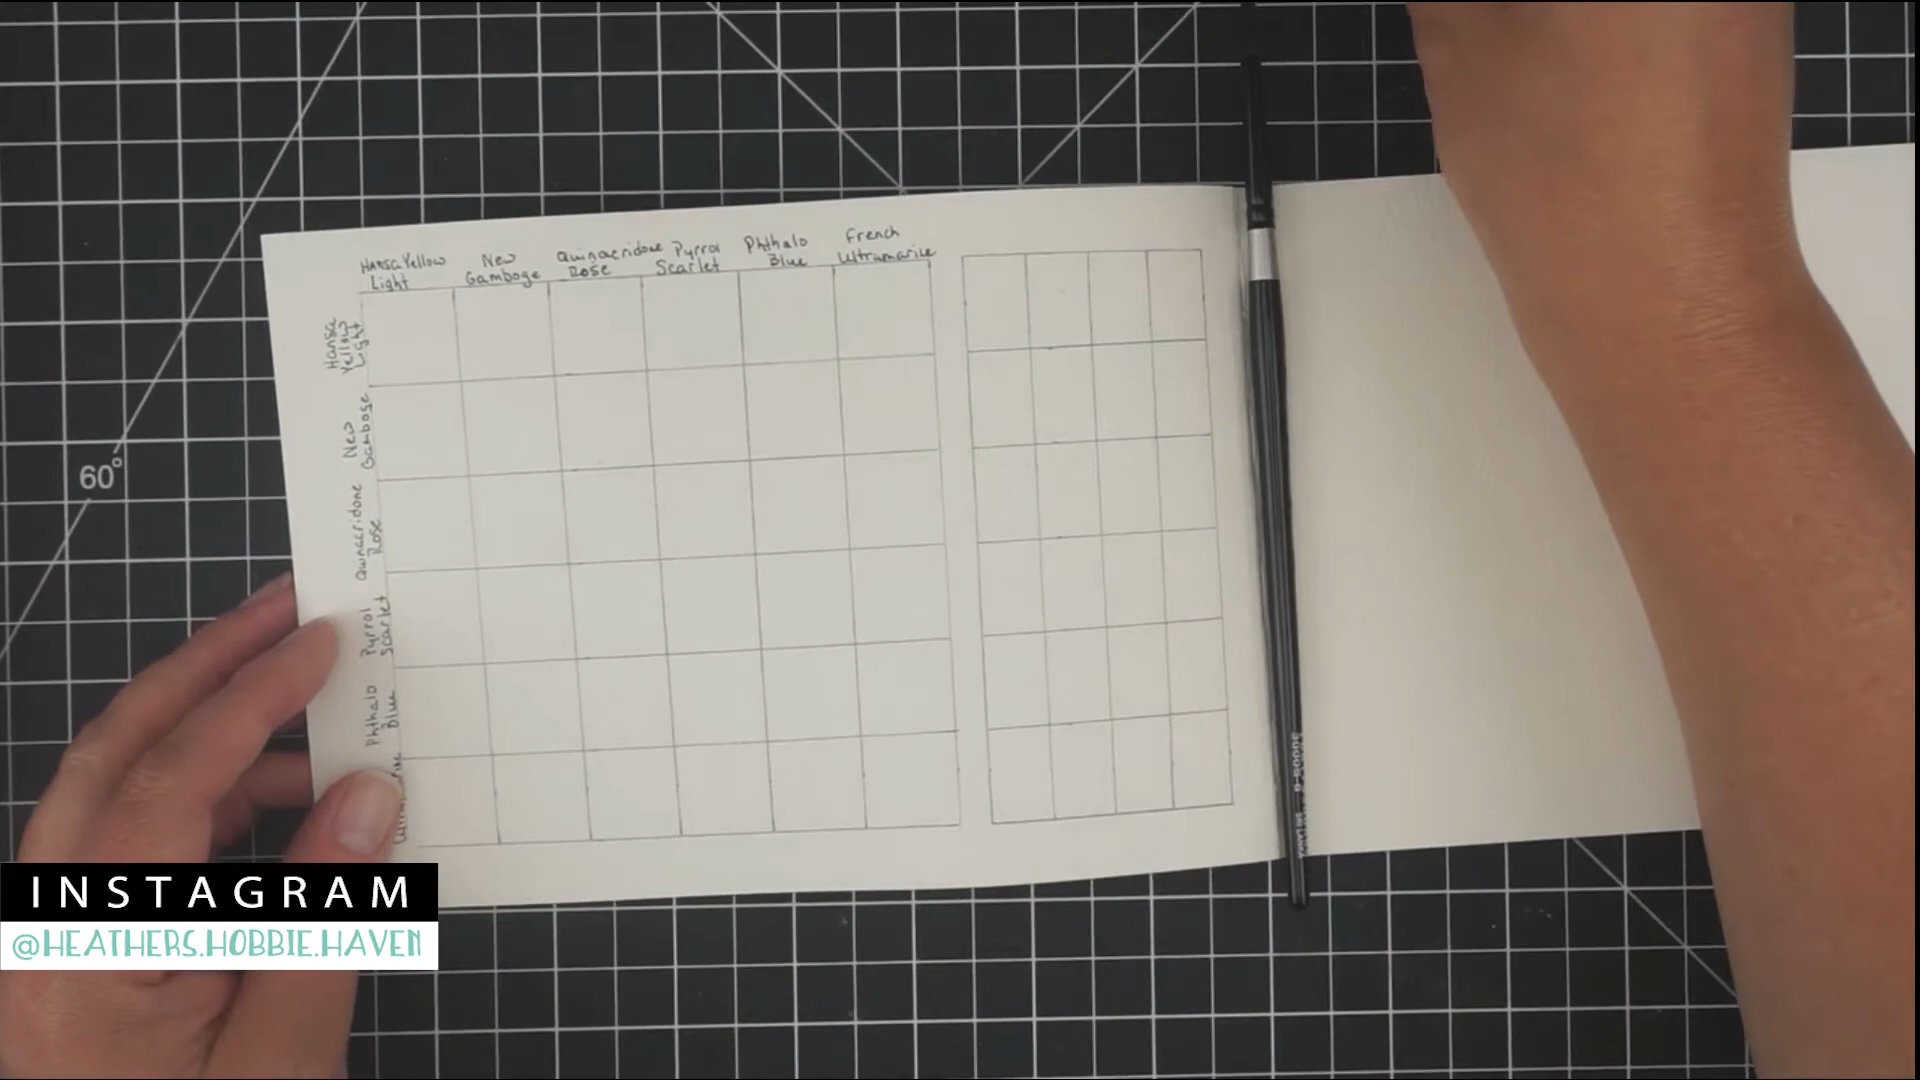 Hansa Yellow
Light
New
Gamboge
Quinacridone
Rose
Pyrrol
Scarlet
Phthalo
Blue
French
Ultramarine
Hansa
Yellow
Light
New
Gamboge
Quinacridone
Rose
Pyrrol
Scarlet
Phthalo
Blue
60°
INSTAGRAM
@HEATHERS.HOBBIE.HAVEN